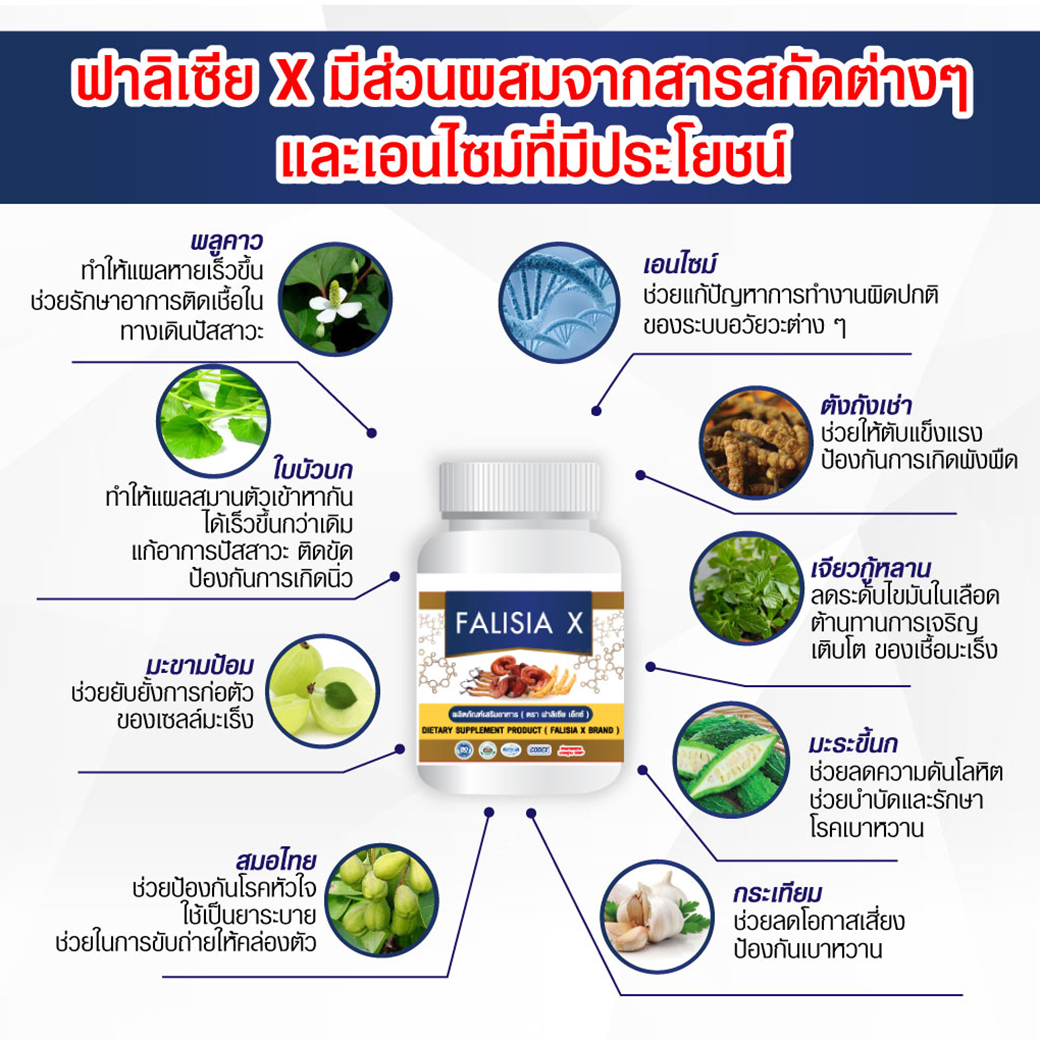 ฟาลิเซีย X มีส่วนผสมจากสารสกัดต่างๆ
และเอนไซม์ที่มีประโยชน์
พลูคาว
ทำให้แผลหายเร็วขึ้น
ช่วยรักษาอาการติดเชื้อใน
ทางเดินปัสสาวะ
เอนไซม์
ช่วยแก้ปัญหาการทำงานผิดปกติ
ของระบบอวัยวะต่าง ๆ
ใบบัวบก
ทำให้แผลสมานตัวเข้าหากัน
ได้เร็วขึ้นกว่าเดิม
แก้อาการปัสสาวะ ติดขัด
ป้องกันการเกิดนิ่ว
ตังถังเช่า
ช่วยให้ตับแข็งแรง
ป้องกันการเกิดพังพืด
เจียวกู้หลาน
ลดระดับไขมันในเลือด
ต้านทานการเจริญ
เติบโต ของเชื้อมะเร็ง
มะขามป้อม
ช่วยยับยั้งการก่อตัว
ของเซลล์มะเร็ง
มะระขี้นก
ช่วยลดความดันโลหิต
ช่วยบำบัดและรักษา
โรคเบาหวาน
สมอไทย
ช่วยป้องกันโรคหัวใจ
ใช้เป็นยาระบาย
ช่วยในการขับถ่ายให้คล่องตัว
กระเทียม
ช่วยลดโอกาสเสี่ยง
ป้องกันเบาหวาน
FALISIA X
ผลิตภัณฑ์เสริมอาหาร ( ตรา ฟาลิเซีย เอ็กซ์ )
DIETARY SUPPLEMENT PRODUCT ( FALISIA X BRAND )
CODEX